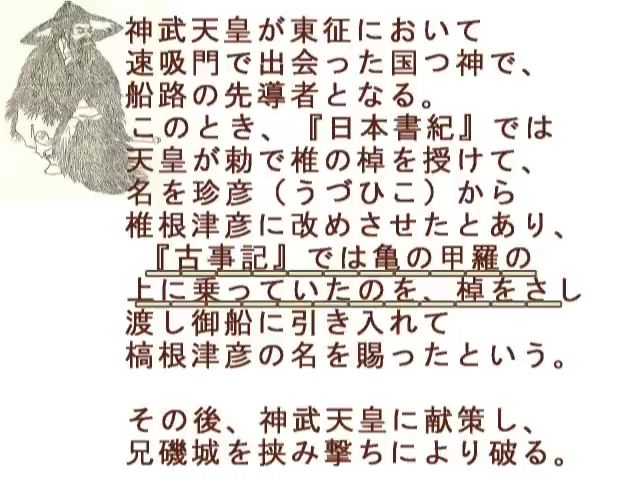 神武天皇が東征において
速吸門で出会った国つ神で、
船路の先導者となる。
このとき、『日本書紀』では
天皇が勅で椎の棹を授けて、
名を珍彦（うづひこ）から
椎根津彦に改めさせたとあり、
『古事記』では亀の甲羅の
上に乗っていたのを、棹をさし
渡し御船に引き入れて
槁根津彦の名を賜ったという。
その後、神武天皇に献策し、
兄磯城を挟み撃ちにより破る。